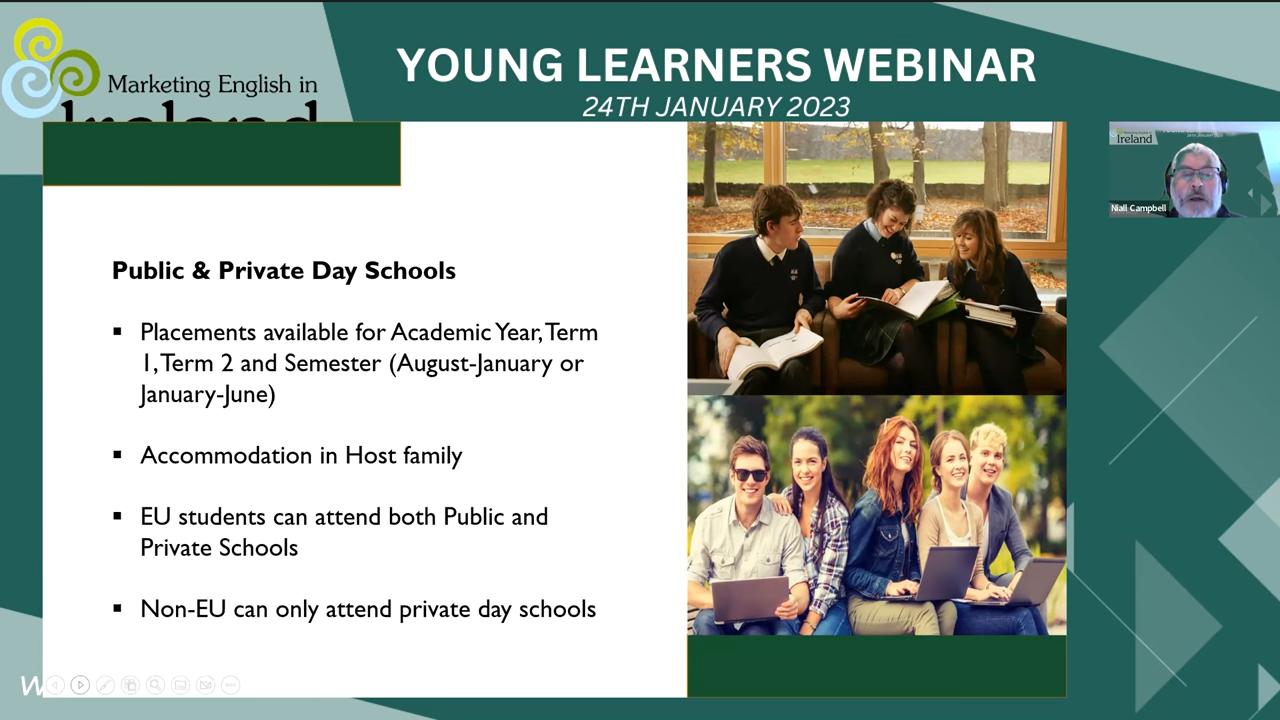 Marketing English in
Ireland
YOUNG LEARNERS WEBINAR
24TH JANUARY 2023
Ireland
Niall Campbell
Public & Private Day Schools
▪ Placements available for Academic Year, Term
1, Term 2 and Semester (August-January or
January-June)
▪ Accommodation in Host family
▪ EU students can attend both Public and
Private Schools
▪ Non-EU can only attend private day schools